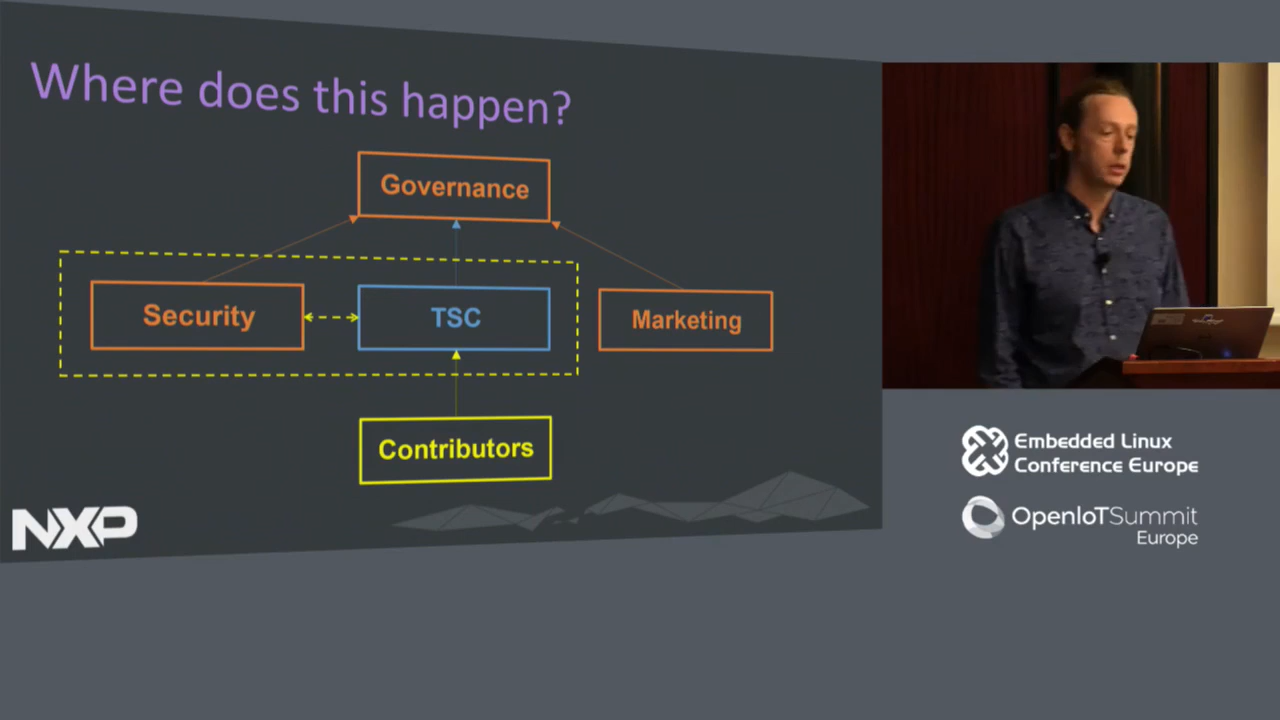 Where does this happen?
Governance
Security
TSC
Marketing
Contributors
NXP
Embedded Linux
Conference Europe
OpenIoTSummit
Europe